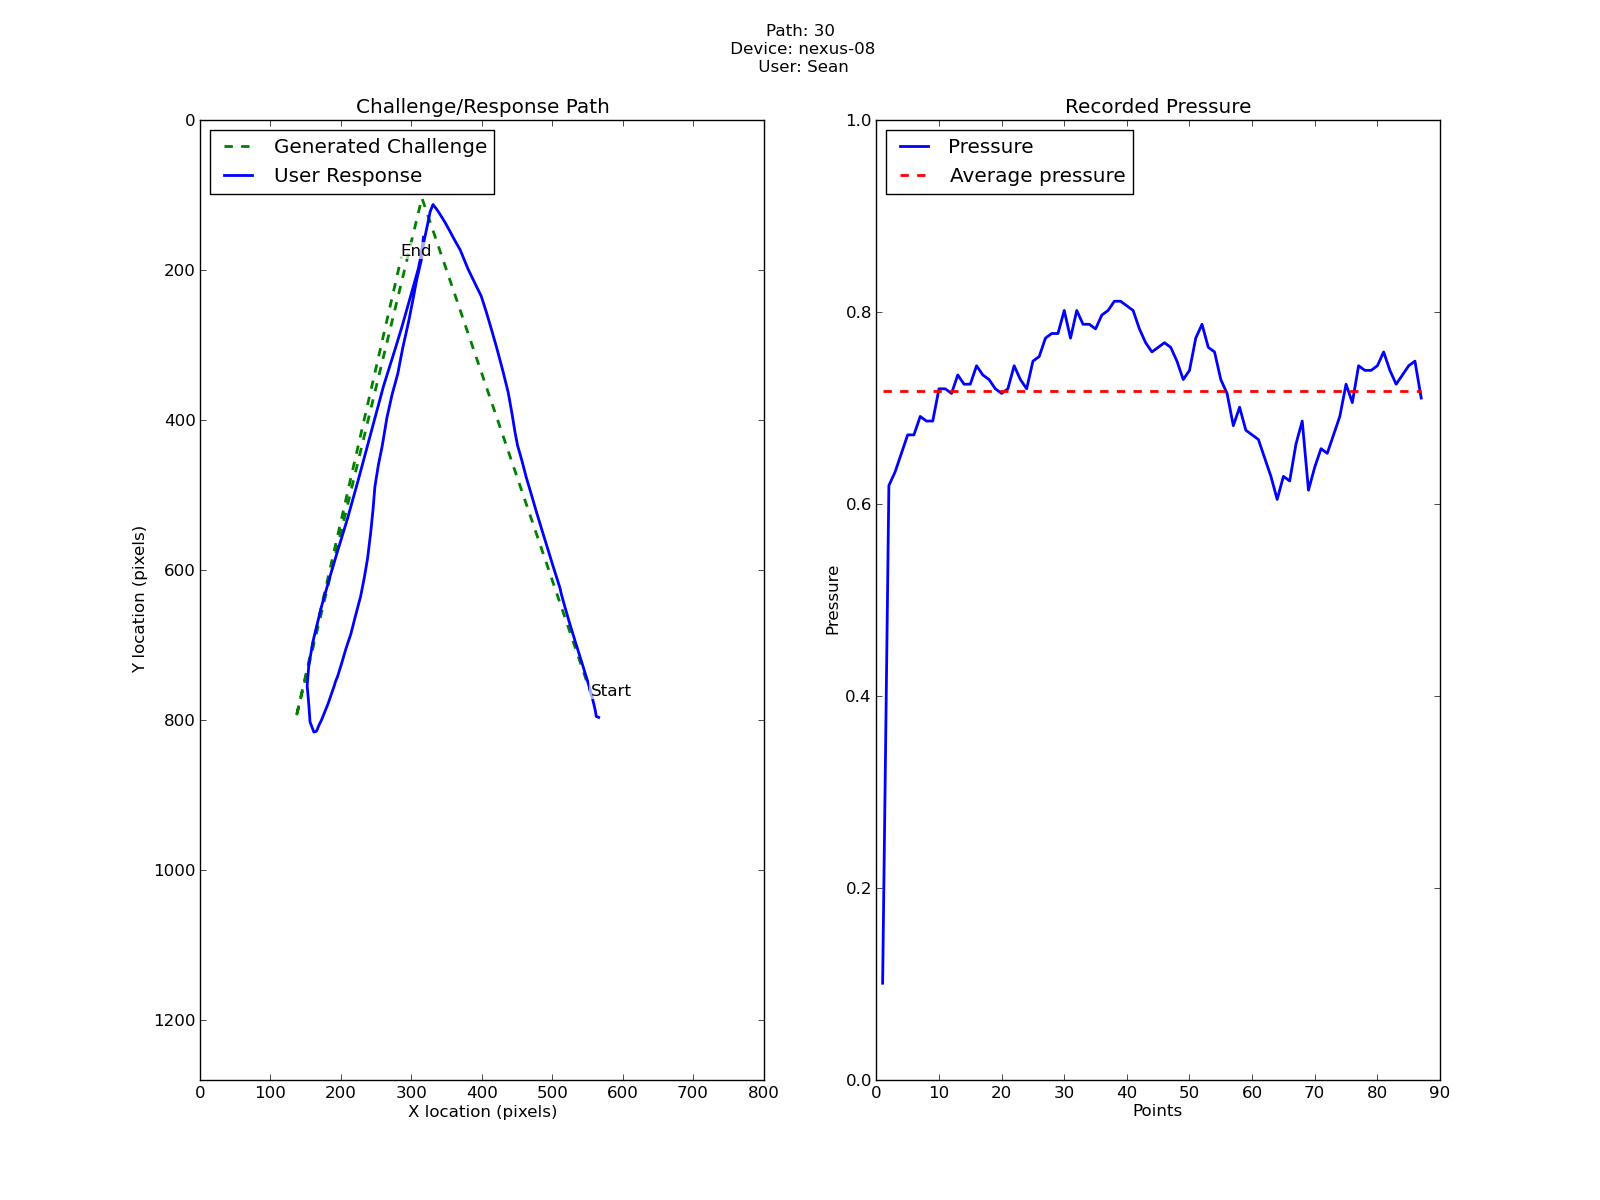 Path: 30
Device: nexus-08
User: Sean
Challenge/Response Path
Generated Challenge
User Response
End
Start
0
200
400
600
800
1000
1200
Y location (pixels)
0 100 200 300 400 500 600 700 800
X location (pixels)
Recorded Pressure
Pressure
Average pressure
1.0
0.8
0.6
0.4
0.2
0.0
Pressure
0 10 20 30 40 50 60 70 80 90
Points